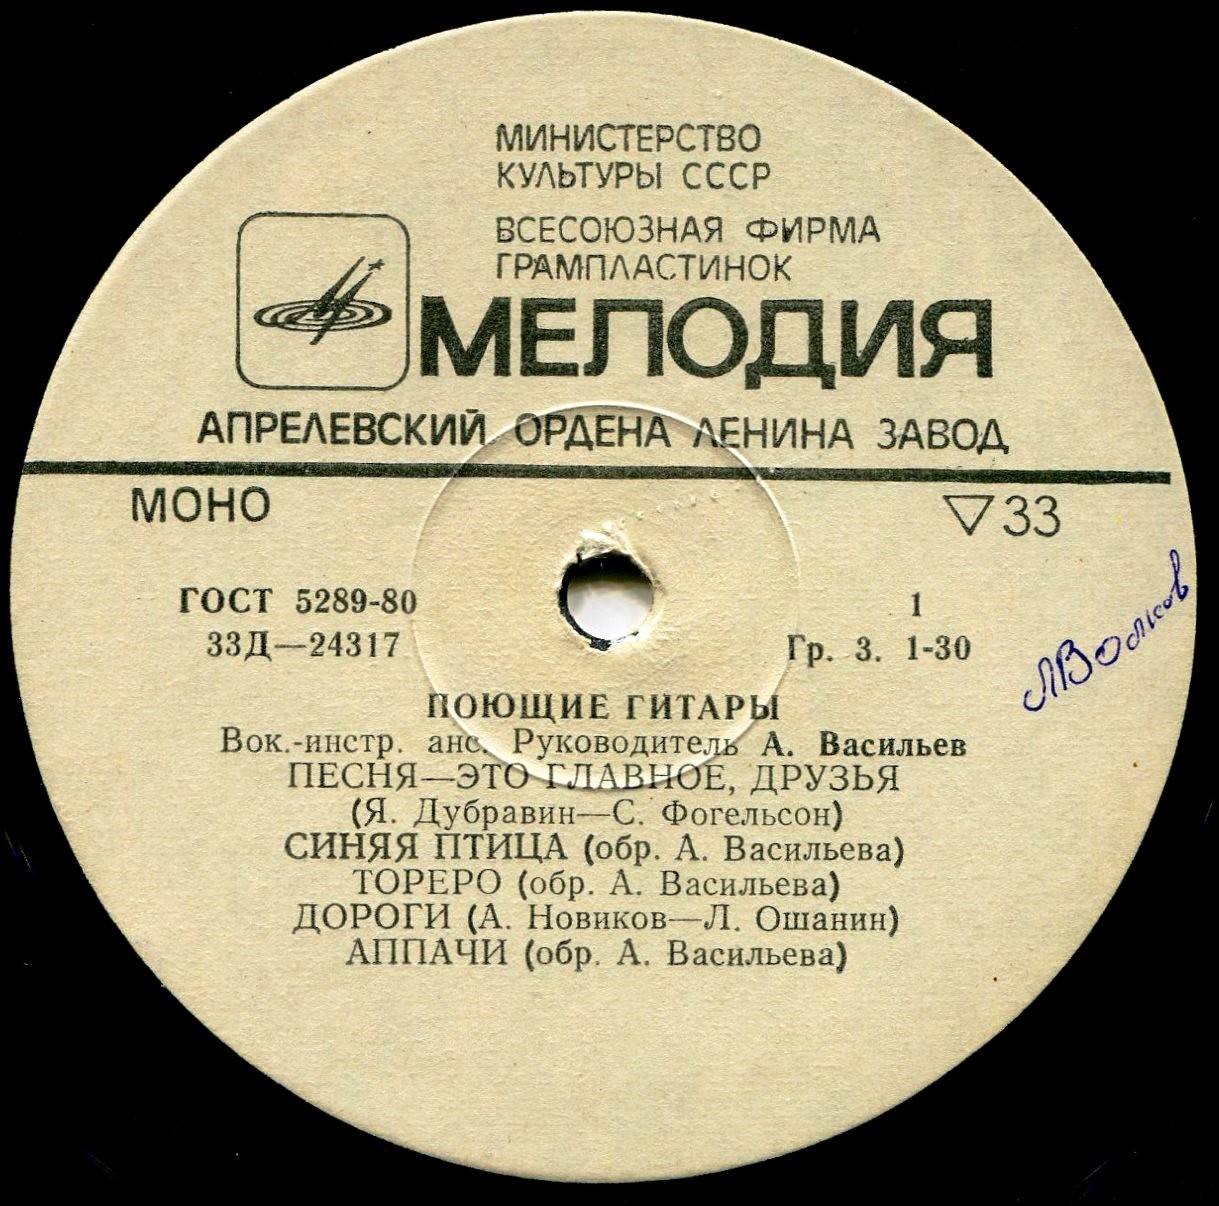 МИНИСТЕРСТВО
КУЛЬТУРЫ СССР
ВСЕСОЮЗНАЯ ФИРМА
ГРАМПЛАСТИНОК
МЕЛОДИЯ
АПРЕЛЕВСКИЙ ОРДЕНА ЛЕНИНА ЗАВОД
МОНО
▽33
ГОСТ 5289-80
33Д—24317
1
Гр. 3. 1-30
ЛВолков
ПОЮЩИЕ ГИТАРЫ
Вок.-инстр. анс. Руководитель А. Васильев
ПЕСНЯ—ЭТО ГЛАВНОЕ, ДРУЗЬЯ
(Я. Дубравин—С. Фогельсон)
СИНЯЯ ПТИЦА (обр. А. Васильева)
ТОРЕРО (обр. А. Васильева)
ДОРОГИ (А. Новиков—Л. Ошанин)
АППАЧИ (обр. А. Васильева)